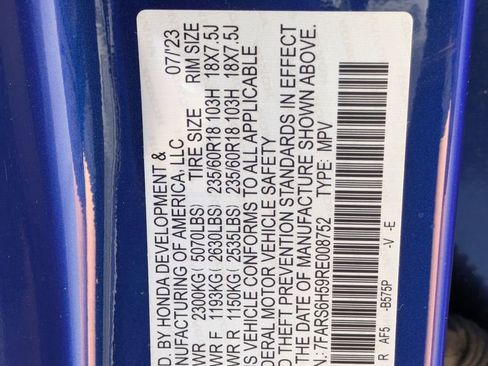 D. BY HONDA DEVELOPMENT & 07/23
NUFACTURING OF AMERICA, LLC
WR 2300KG( 5070LBS) TIRE SIZE RIM SIZE
WR F 1193KG( 2630LBS) 235/60R18 103H 18X7.5J
WR R 1150KG( 2535LBS) 235/60R18 103H 18X7.5J
S VEHICLE CONFORMS TO ALL APPLICABLE
DERAL MOTOR VEHICLE SAFETY
D THEFT PREVENTION STANDARDS IN EFFECT
THE DATE OF MANUFACTURE SHOWN ABOVE.
N:7FARS6H59RE008752 TYPE: MPV
R AF5 -B575P -V -E